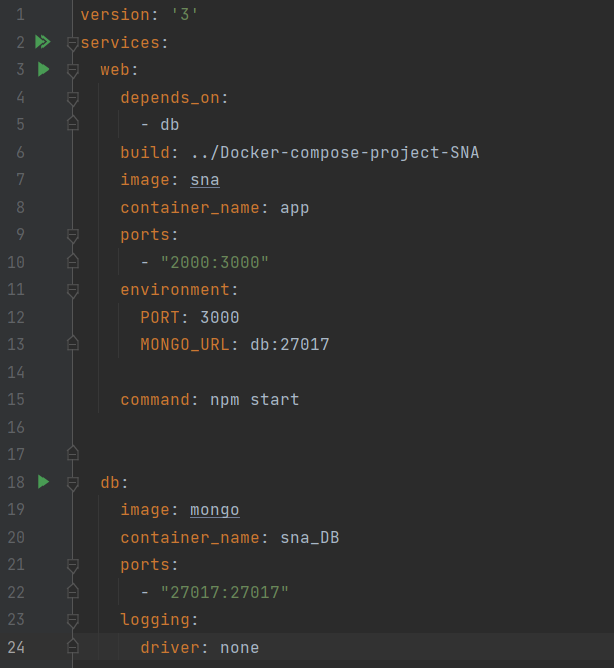 1 version: '3'
2 services:
3   web:
4     depends_on:
5       - db
6     build: ../Docker-compose-project-SNA
7     image: sna
8     container_name: app
9     ports:
10       - "2000:3000"
11     environment:
12       PORT: 3000
13       MONGO_URL: db:27017
14
15     command: npm start
16
17
18   db:
19     image: mongo
20     container_name: sna_DB
21     ports:
22       - "27017:27017"
23     logging:
24       driver: none